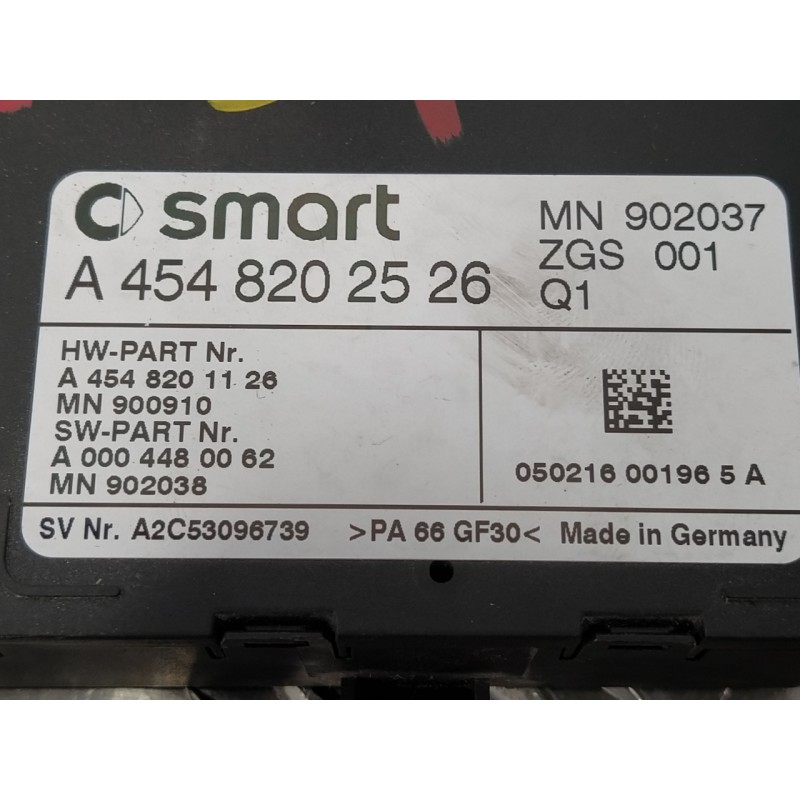 smart
A 454 820 25 26
MN 902037
ZGS 001
Q1
HW-PART Nr.
A 454 820 11 26
MN 900910
SW-PART Nr.
A 000 448 00 62
MN 902038
050216 00196 5 A
SV Nr. A2C53096739 >PA 66 GF30< Made in Germany